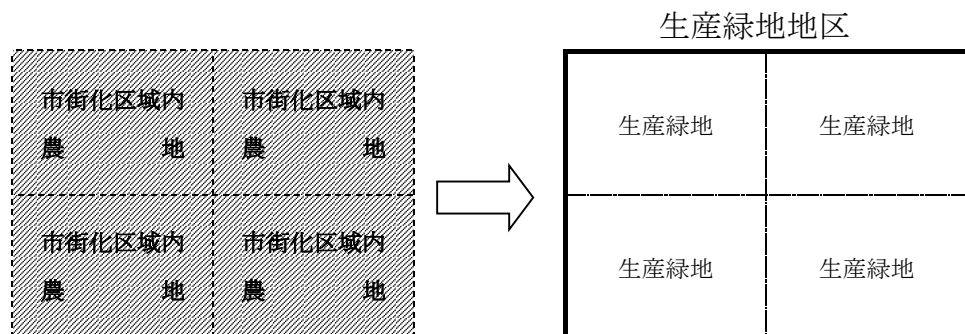 生産緑地地区
市街化区域内 市街化区域内
農 地 農 地
生産緑地 生産緑地
市街化区域内 市街化区域内
農 地 農 地
生産緑地 生産緑地